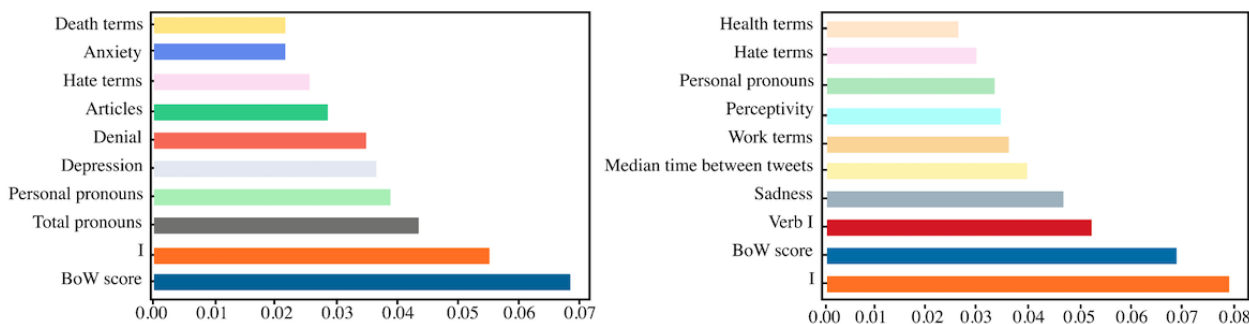 Death terms
Anxiety
Hate terms
Articles
Denial
Depression
Personal pronouns
Total pronouns
I
BoW score
0.00 0.01 0.02 0.03 0.04 0.05 0.06 0.07
Health terms
Hate terms
Personal pronouns
Perceptivity
Work terms
Median time between tweets
Sadness
Verb I
BoW score
I
0.00 0.01 0.02 0.03 0.04 0.05 0.06 0.07 0.08